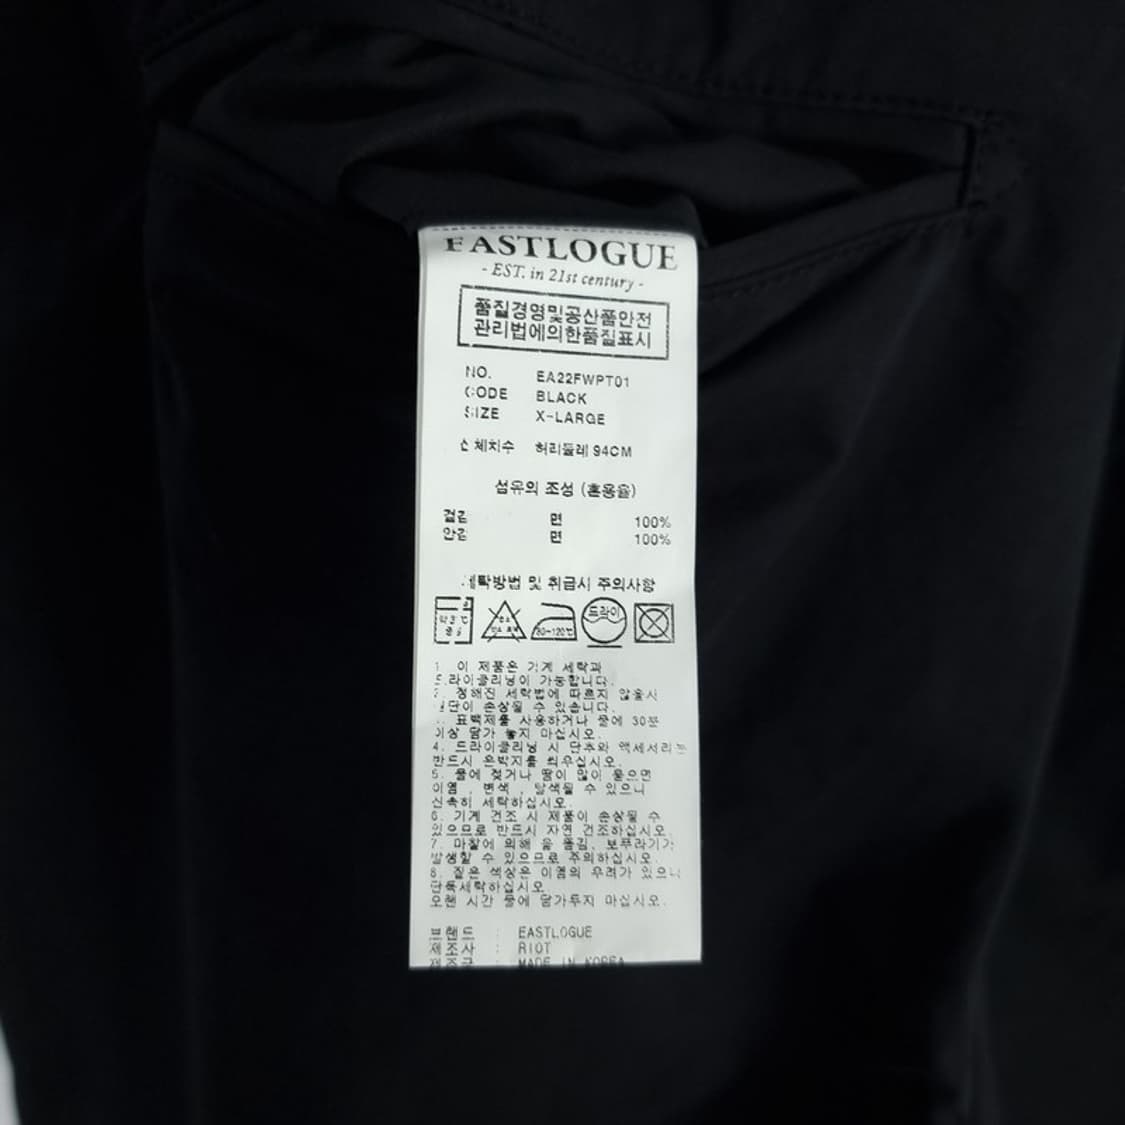 EASTLOGUE
- EST. in 21st century -
품질경영및공산품안전
관리법에의한품질표시
NO. EA22FWPT01
CODE BLACK
SIZE X-LARGE
신체치수 허리둘레 94CM
섬유의 조성 (혼용율)
겉감 면 100%
안감 면 100%
세탁방법 및 취급시 주의사항
80~120℃ 드라이
1. 이 제품은 기계 세탁과
드라이클리닝이 가능합니다.
2. 정해진 세탁법에 따르지 않을시
원단이 손상될 수 있습니다.
3. 표백제를 사용하거나 물에 30분
이상 담가 놓지 마십시오.
4. 드라이클리닝 시 단추와 액세서리는
반드시 은박지를 씌우십시오.
5. 물에 젖거나 땀이 많이 묻으면
이염, 변색, 탈색될 수 있으니
신속히 세탁하십시오.
6. 기계 건조 시 제품이 손상될 수
있으므로 반드시 자연 건조하십시오.
7. 마찰에 의해 올 풀림, 보푸라기가
발생할 수 있으므로 주의하십시오.
8. 짙은 색상은 이염의 우려가 있으니
단독세탁하십시오.
오랜 시간 물에 담가두지 마십시오.
브랜드 : EASTLOGUE
제조사 : RIOT
제조국 : MADE IN KOREA